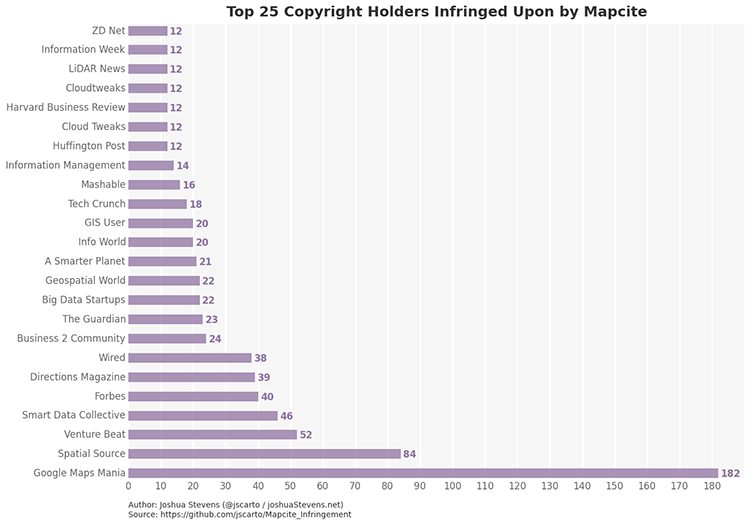 Top 25 Copyright Holders Infringed Upon by Mapcite
ZD Net 12
Information Week 12
LiDAR News 12
Cloudtweaks 12
Harvard Business Review 12
Cloud Tweaks 12
Huffington Post 12
Information Management 14
Mashable 16
Tech Crunch 18
GIS User 20
Info World 20
A Smarter Planet 21
Geospatial World 22
Big Data Startups 22
The Guardian 23
Business 2 Community 24
Wired 38
Directions Magazine 39
Forbes 40
Smart Data Collective 46
Venture Beat 52
Spatial Source 84
Google Maps Mania 182
0 10 20 30 40 50 60 70 80 90 100 110 120 130 140 150 160 170 180
Author: Joshua Stevens (@jscarto / joshuaStevens.net)
Source: https://github.com/jscarto/Mapcite_Infringement